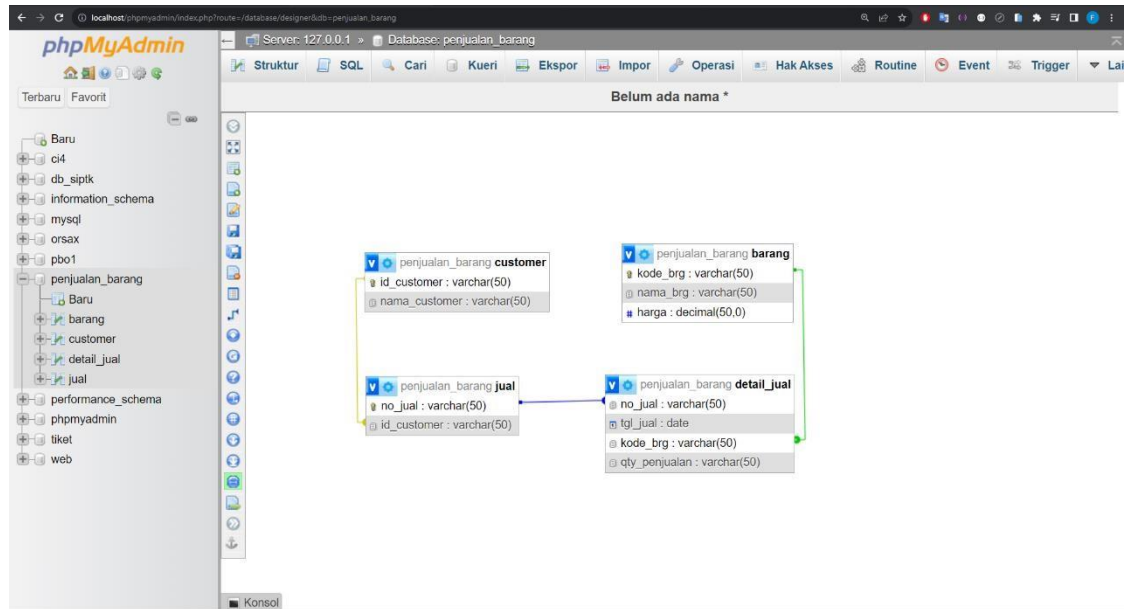 localhost/phpmyadmin/index.php?route=/database/designer&db=penjualan_barang
phpMyAdmin
Terbaru Favorit
Baru
ci4
db_siptk
information_schema
mysql
orsax
pbo1
penjualan_barang
Baru
barang
customer
detail_jual
jual
performance_schema
phpmyadmin
tiket
web
Server: 127.0.0.1 » Database: penjualan_barang
Struktur SQL Cari Kueri Ekspor Impor Operasi Hak Akses Routine Event Trigger Lai
Belum ada nama *
penjualan_barang customer
id_customer : varchar(50)
nama_customer : varchar(50)
penjualan_barang barang
kode_brg : varchar(50)
nama_brg : varchar(50)
harga : decimal(50,0)
penjualan_barang jual
no_jual : varchar(50)
id_customer : varchar(50)
penjualan_barang detail_jual
no_jual : varchar(50)
tgl_jual : date
kode_brg : varchar(50)
qty_penjualan : varchar(50)
Konsol